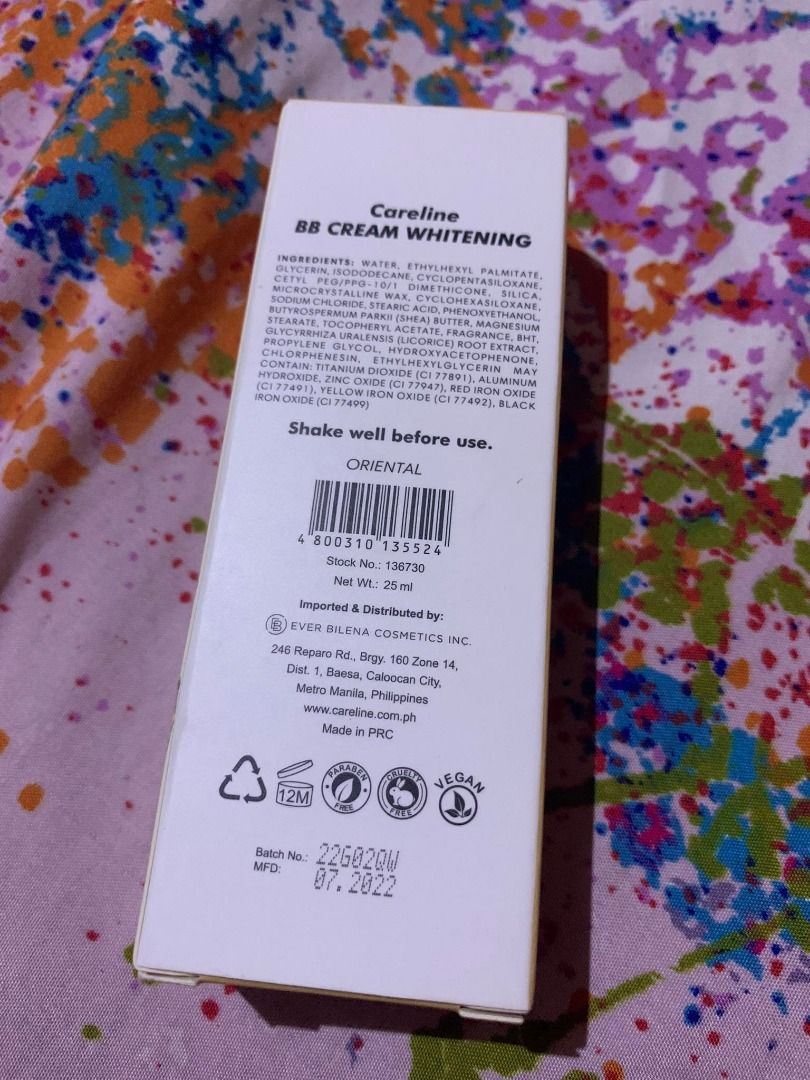 Careline
BB CREAM WHITENING
INGREDIENTS: WATER, ETHYLHEXYL PALMITATE,
GLYCERIN, ISODODECANE, CYCLOPENTASILOXANE,
CETYL PEG/PPG-10/1 DIMETHICONE, SILICA,
MICROCRYSTALLINE WAX, CYCLOHEXASILOXANE,
SODIUM CHLORIDE, STEARIC ACID, PHENOXYETHANOL,
BUTYROSPERMUM PARKII (SHEA) BUTTER, MAGNESIUM
STEARATE, TOCOPHERYL ACETATE, FRAGRANCE, BHT,
GLYCYRRHIZA URALENSIS (LICORICE) ROOT EXTRACT,
PROPYLENE GLYCOL, HYDROXYACETOPHENONE,
CHLORPHENESIN, ETHYLHEXYLGLYCERIN MAY
CONTAIN: TITANIUM DIOXIDE (CI 77891), ALUMINUM
HYDROXIDE, ZINC OXIDE (CI 77947), RED IRON OXIDE
(CI 77491), YELLOW IRON OXIDE (CI 77492), BLACK
IRON OXIDE (CI 77499)
Shake well before use.
ORIENTAL
4 800310 135524
Stock No.: 136730
Net Wt.: 25 ml
Imported & Distributed by:
EB EVER BILENA COSMETICS INC.
246 Reparo Rd., Brgy. 160 Zone 14,
Dist. 1, Baesa, Caloocan City,
Metro Manila, Philippines
www.careline.com.ph
Made in PRC
12M
PARABEN FREE
CRUELTY FREE
VEGAN
Batch No.: 22G02QW
MFD: 07.2022